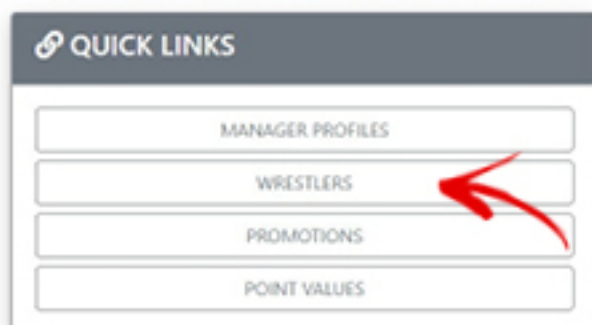 QUICK LINKS
MANAGER PROFILES
WRESTLERS
PROMOTIONS
POINT VALUES